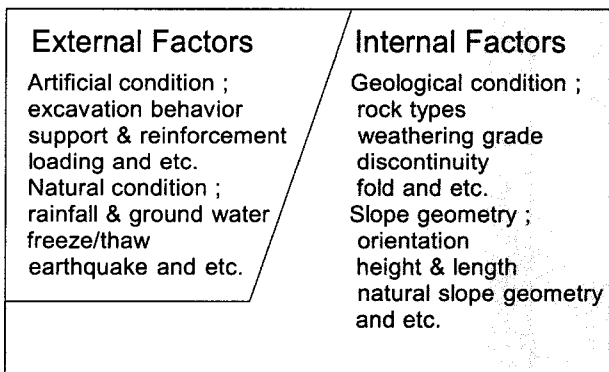 External Factors
Artificial condition ;
excavation behavior
support & reinforcement
loading and etc.
Natural condition ;
rainfall & ground water
freeze/thaw
earthquake and etc.
Internal Factors
Geological condition ;
rock types
weathering grade
discontinuity
fold and etc.
Slope geometry ;
orientation
height & length
natural slope geometry
and etc.